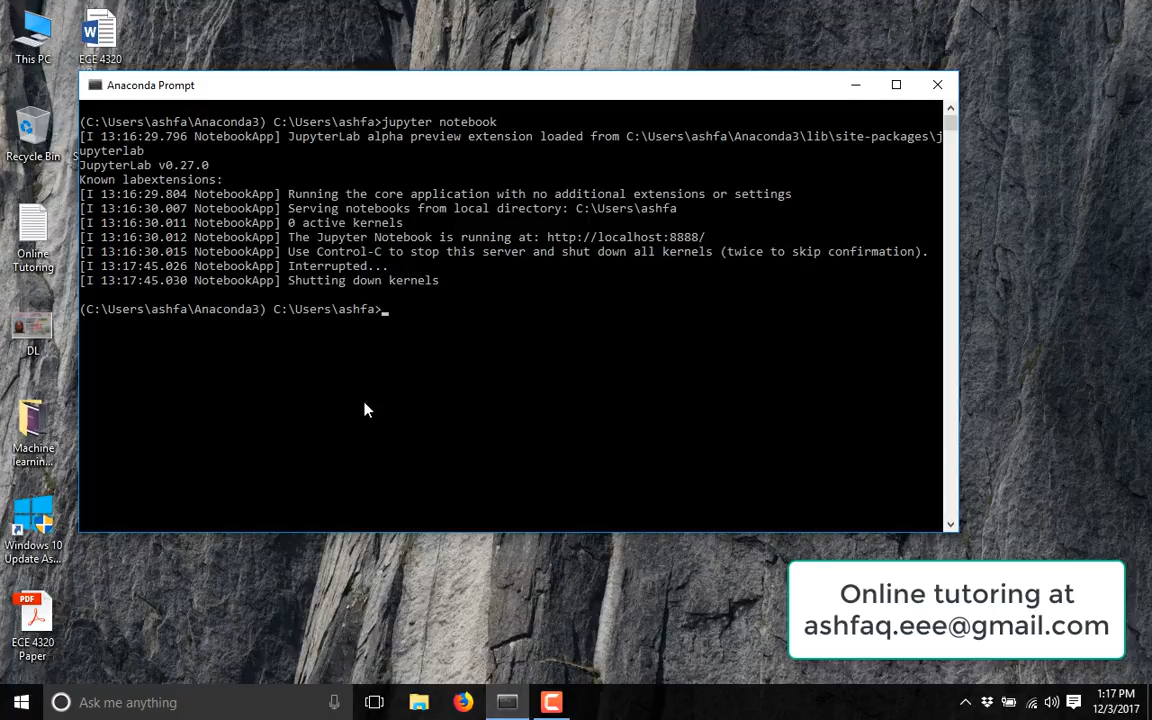 This PC
ECE 4320
Recycle Bin
Online
Tutoring
DL
Machine
learnin...
Windows 10
Update As...
PDF
ECE 4320
Paper
Anaconda Prompt
(C:\Users\ashfa\Anaconda3) C:\Users\ashfa>jupyter notebook
[I 13:16:29.796 NotebookApp] JupyterLab alpha preview extension loaded from C:\Users\ashfa\Anaconda3\lib\site-packages\j
upyterlab
JupyterLab v0.27.0
Known labextensions:
[I 13:16:29.804 NotebookApp] Running the core application with no additional extensions or settings
[I 13:16:30.007 NotebookApp] Serving notebooks from local directory: C:\Users\ashfa
[I 13:16:30.011 NotebookApp] 0 active kernels
[I 13:16:30.012 NotebookApp] The Jupyter Notebook is running at: http://localhost:8888/
[I 13:16:30.015 NotebookApp] Use Control-C to stop this server and shut down all kernels (twice to skip confirmation).
[I 13:17:45.026 NotebookApp] Interrupted...
[I 13:17:45.030 NotebookApp] Shutting down kernels
(C:\Users\ashfa\Anaconda3) C:\Users\ashfa>_
Online tutoring at
ashfaq.eee@gmail.com
Ask me anything
1:17 PM
12/3/2017